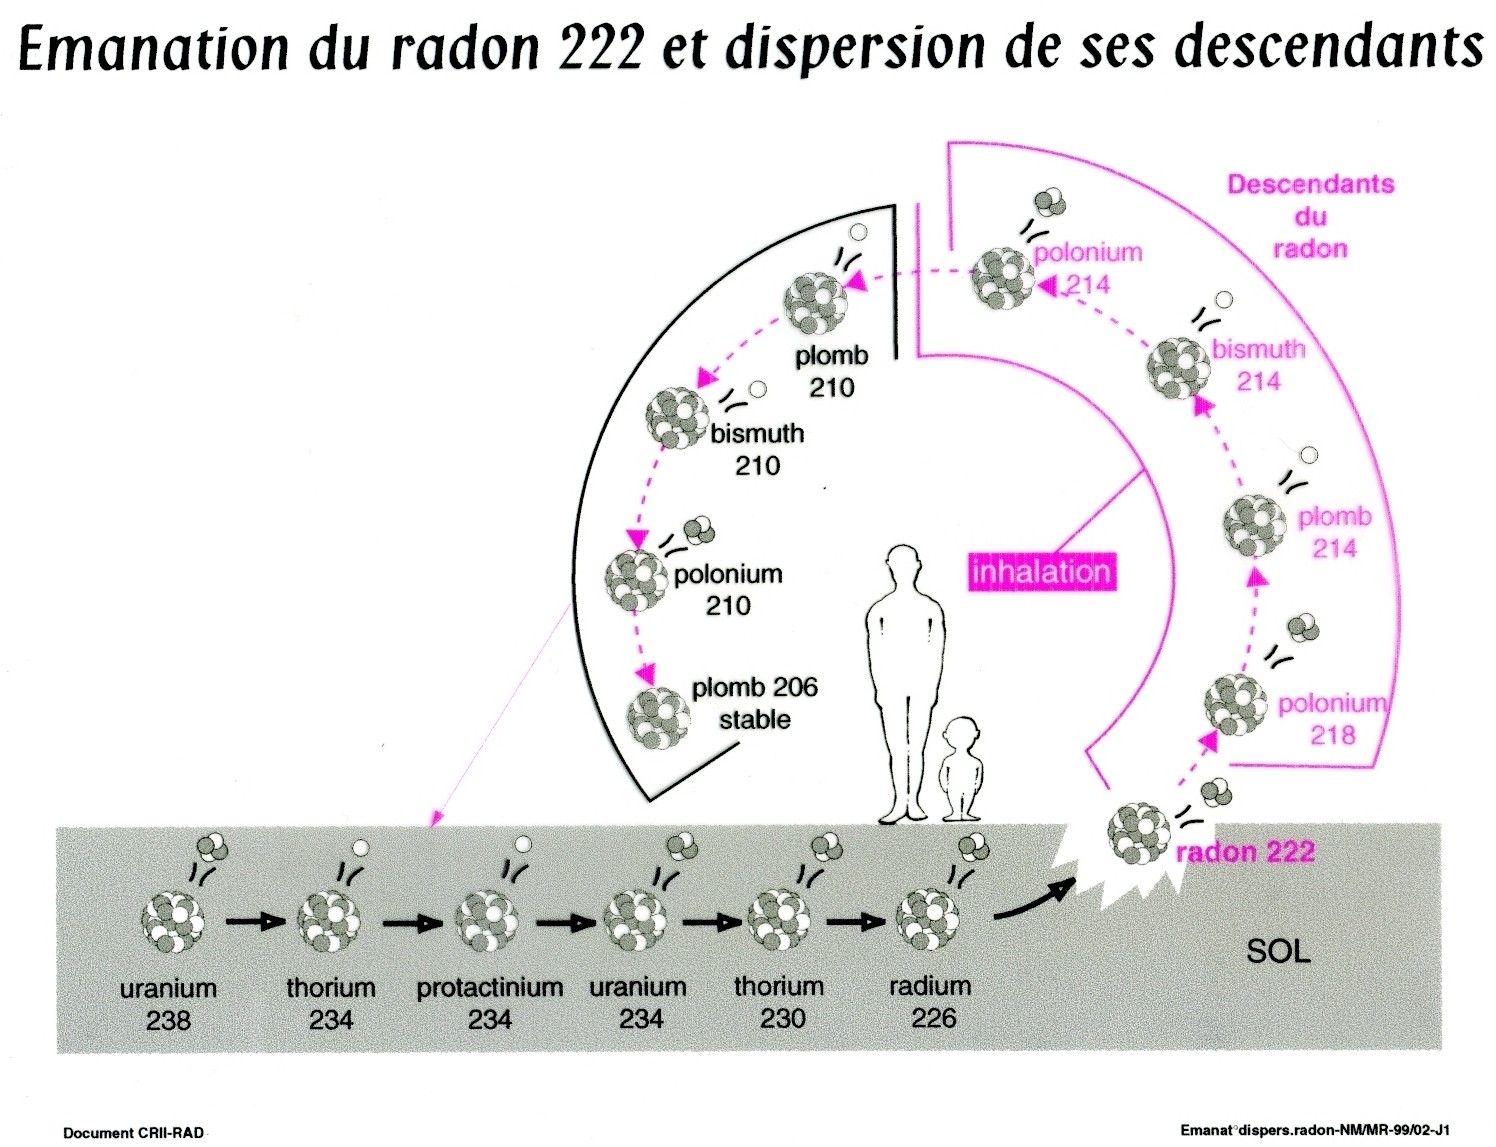 Emanation du radon 222 et dispersion de ses descendants
Descendants
du
radon
polonium
214
bismuth
214
plomb
214
polonium
218
radon 222
inhalation
plomb
210
bismuth
210
polonium
210
plomb 206
stable
uranium
238
thorium
234
protactinium
234
uranium
234
thorium
230
radium
226
SOL
Document CRII-RAD
Emanat°dispers.radon-NM/MR-99/02-J1